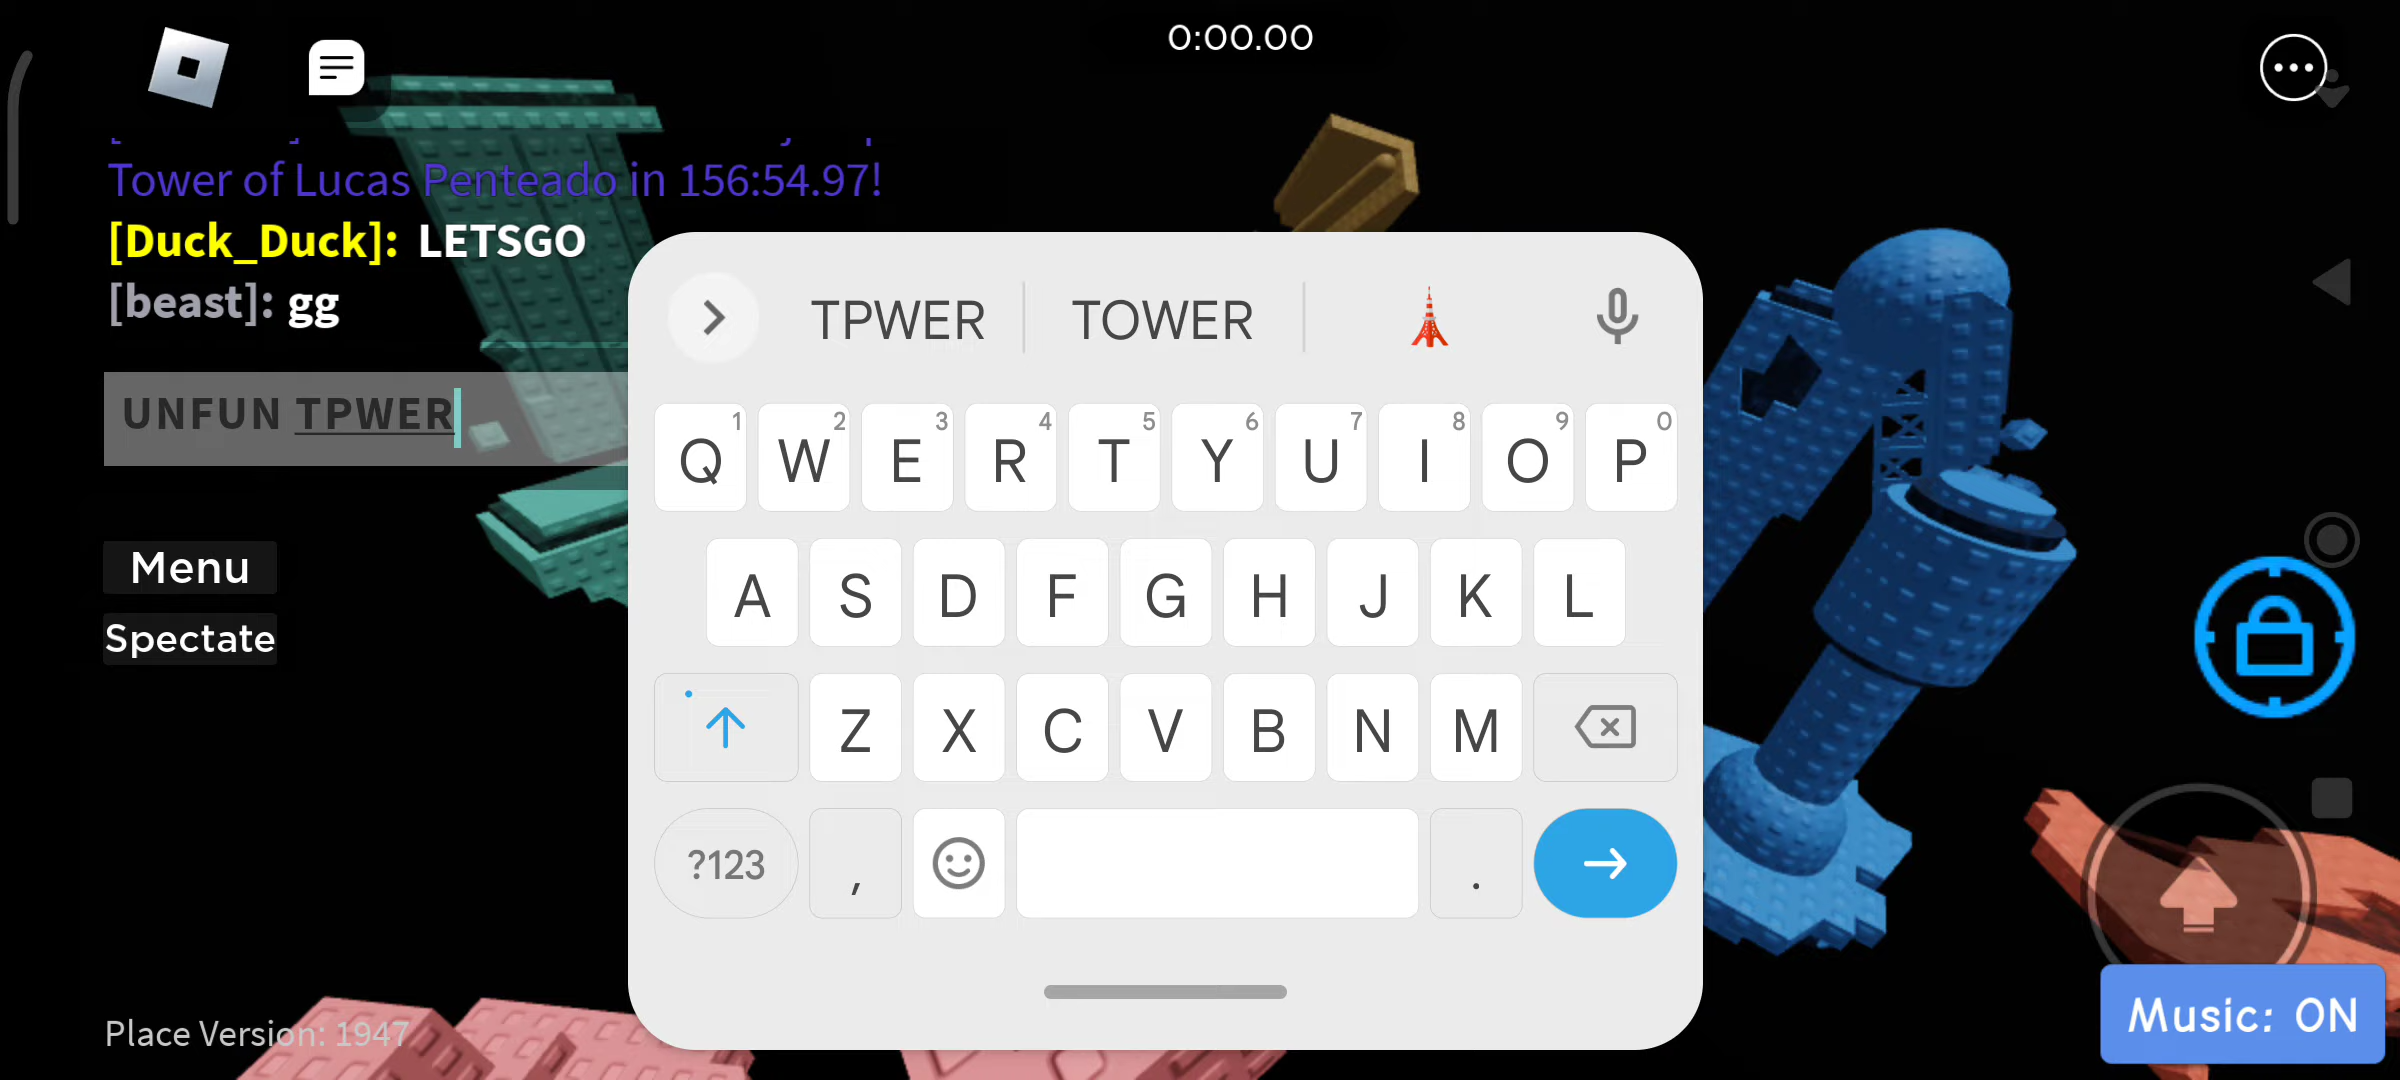 0:00.00
Tower of Lucas Penteado in 156:54.97!
[Duck_Duck]: LETSGO
[beast]: gg
UNFUN TPWER
Menu
Spectate
Place Version: 1947
TPWER TOWER
Q 1 W 2 E 3 R 4 T 5 Y 6 U 7 I 8 O 9 P 0
A S D F G H J K L
Z X C V B N M
?123 , .
Music: ON